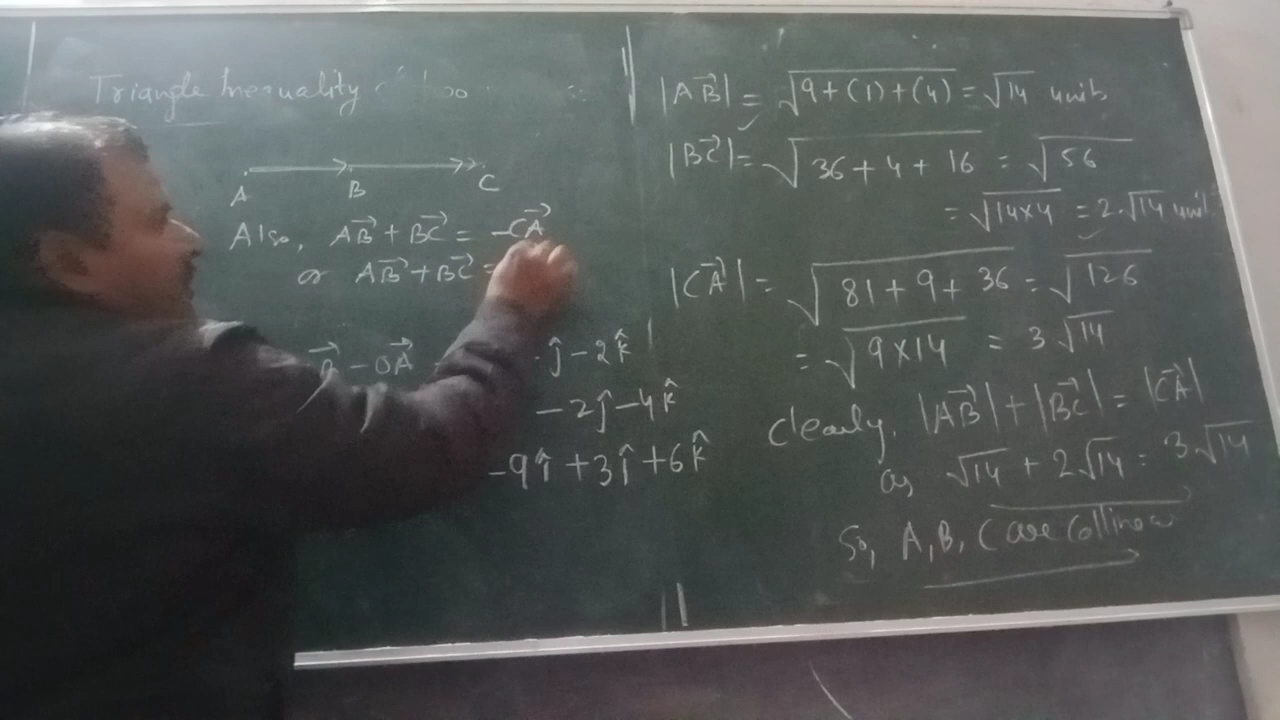 Triangle Inequality
A B C
Also, AB⃗ + BC⃗ = -CA⃗
or AB⃗ + BC⃗ =
- OA⃗
ĵ - 2k̂
- 2ĵ - 4k̂
-9î + 3ĵ + 6k̂
|AB⃗| = √(9 + (1) + (4)) = √14 units
|BC⃗| = √(36 + 4 + 16) = √56
= √(14×4) = 2√14 unit
|CA⃗| = √(81 + 9 + 36) = √126
= √(9×14) = 3√14
Clearly, |AB⃗| + |BC⃗| = |CA⃗|
as √14 + 2√14 = 3√14
So, A, B, C are Collinear